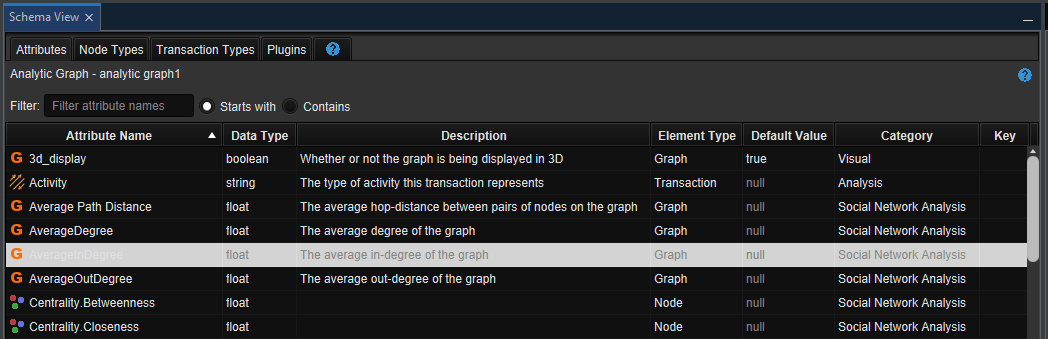 Schema View
Attributes Node Types Transaction Types Plugins ?
Analytic Graph - analytic graph1 ?
Filter: Filter attribute names Starts with Contains
Attribute Name Data Type Description Element Type Default Value Category Key
G 3d_display boolean Whether or not the graph is being displayed in 3D Graph true Visual
Activity string The type of activity this transaction represents Transaction null Analysis
G Average Path Distance float The average hop-distance between pairs of nodes on the graph Graph null Social Network Analysis
G AverageDegree float The average degree of the graph Graph null Social Network Analysis
G AverageInDegree float The average in-degree of the graph Graph null Social Network Analysis
G AverageOutDegree float The average out-degree of the graph Graph null Social Network Analysis
Centrality.Betweenness float Node null Social Network Analysis
Centrality.Closeness float Node null Social Network Analysis